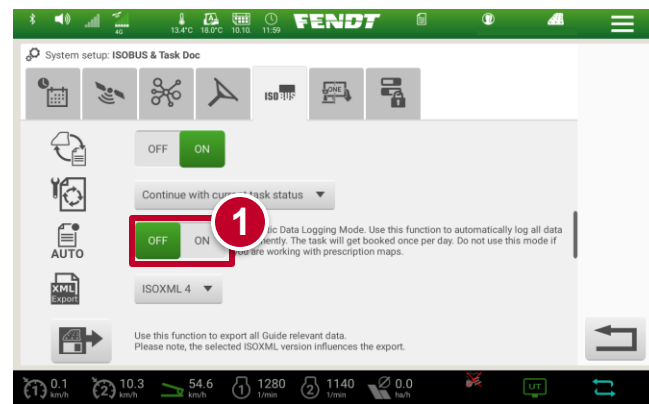 4G
13.4°C
18.0°C
10.10.
11:59
FENDT
System setup: ISOBUS & Task Doc
ISOBUS
ONE
OFF ON
Continue with current task status
1
AUTO
OFF ON
Data Logging Mode. Use this function to automatically log all data
The task will get booked once per day. Do not use this mode if
you are working with prescription maps.
XML
Export
ISOXML 4
Use this function to export all Guide relevant data.
Please note, the selected ISOXML version influences the export.
1 0.1 km/h
2 10.3 km/h
54.6 km/h
1 1280 1/min
2 1140 1/min
0.0 ha/h
UT